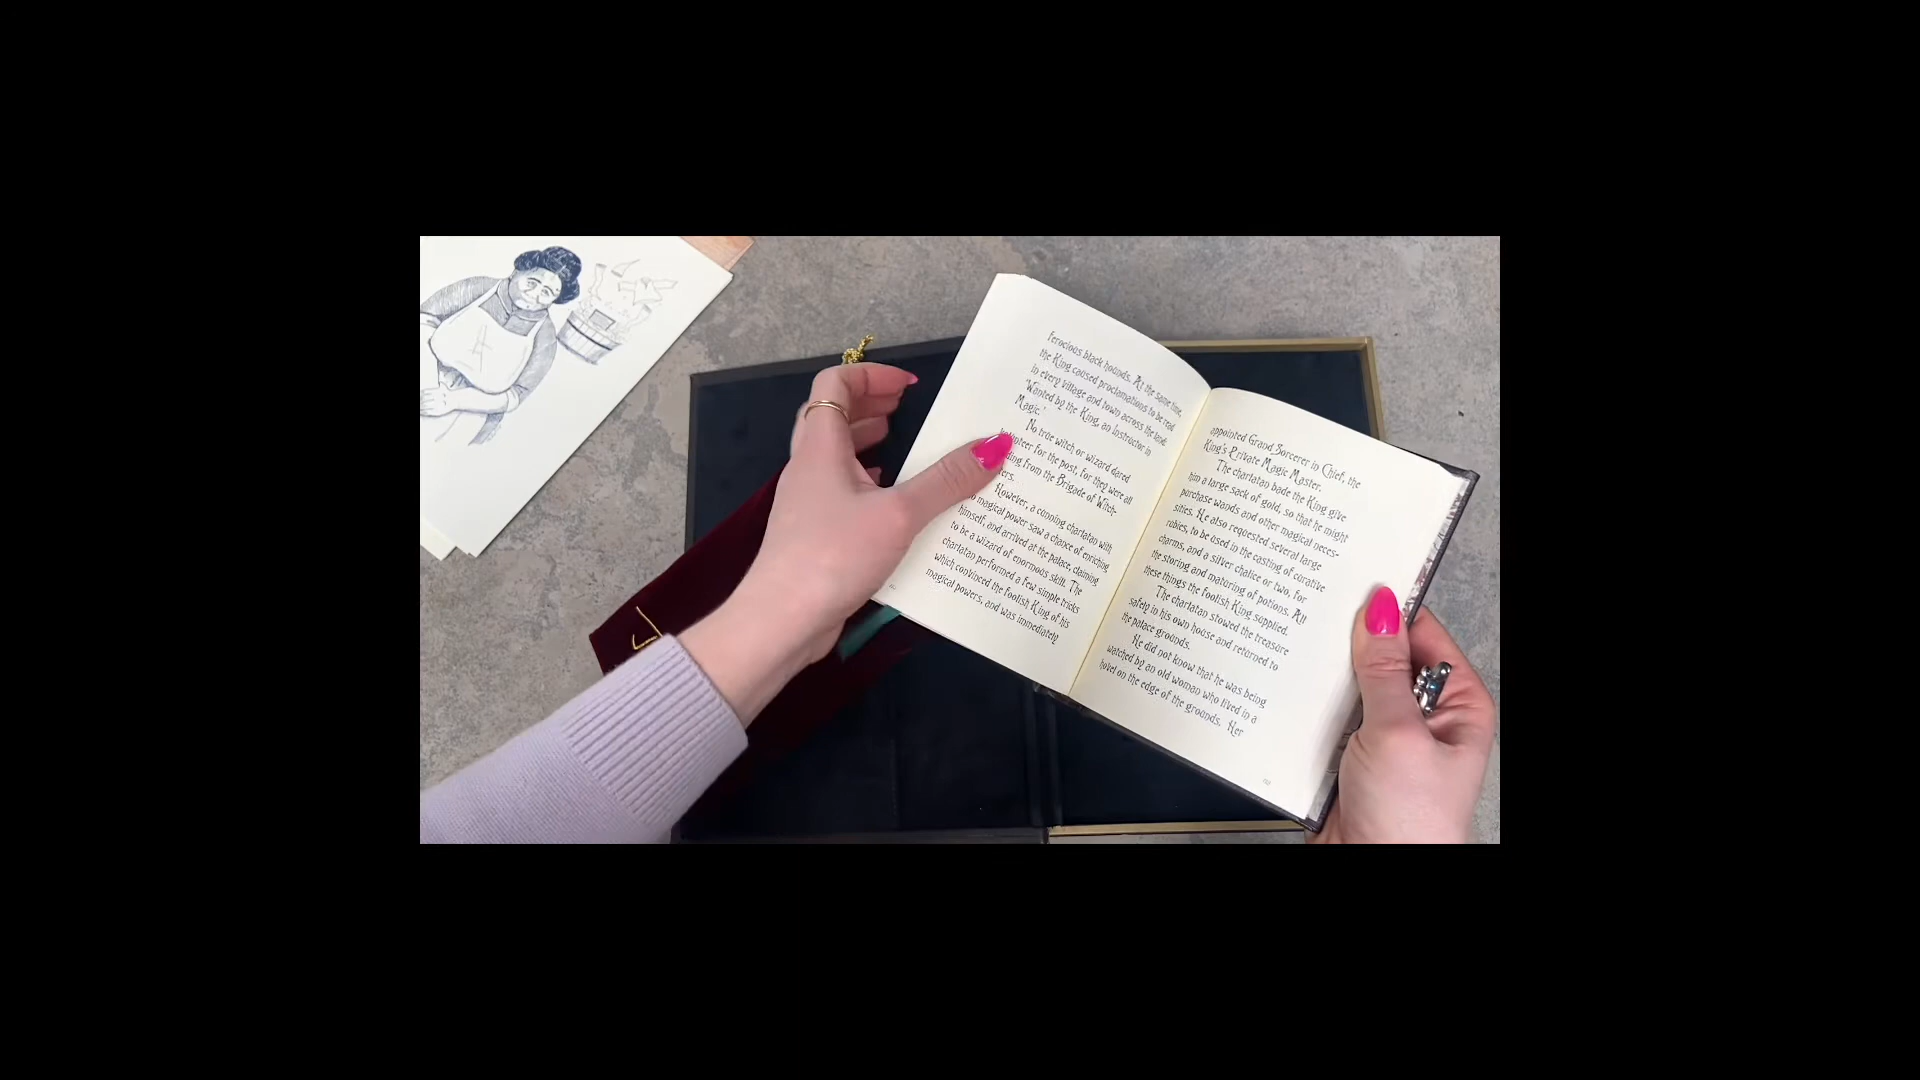 ferocious black hounds. At the same time,
the King caused proclamations to be read
in every village and town across the land:
'Wanted by the King, an Instructor in
Magic.'
No true witch or wizard dared
volunteer for the post, for they were all
hiding from the Brigade of Witch-
However, a cunning charlatan with
no magical power saw a chance of enriching
himself, and arrived at the palace, claiming
to be a wizard of enormous skill. The
charlatan performed a few simple tricks
which convinced the foolish King of his
magical powers, and was immediately
appointed Grand Sorcerer in Chief, the
King's Private Magic Master.
The charlatan bade the King give
him a large sack of gold, so that he might
purchase wands and other magical neces-
sities. He also requested several large
rubies, to be used in the casting of curative
charms, and a silver chalice or two, for
the storing and maturing of potions. All
these things the foolish King supplied.
The charlatan stowed the treasure
safely in his own house and returned to
the palace grounds.
He did not know that he was being
watched by an old woman who lived in a
hovel on the edge of the grounds. Her